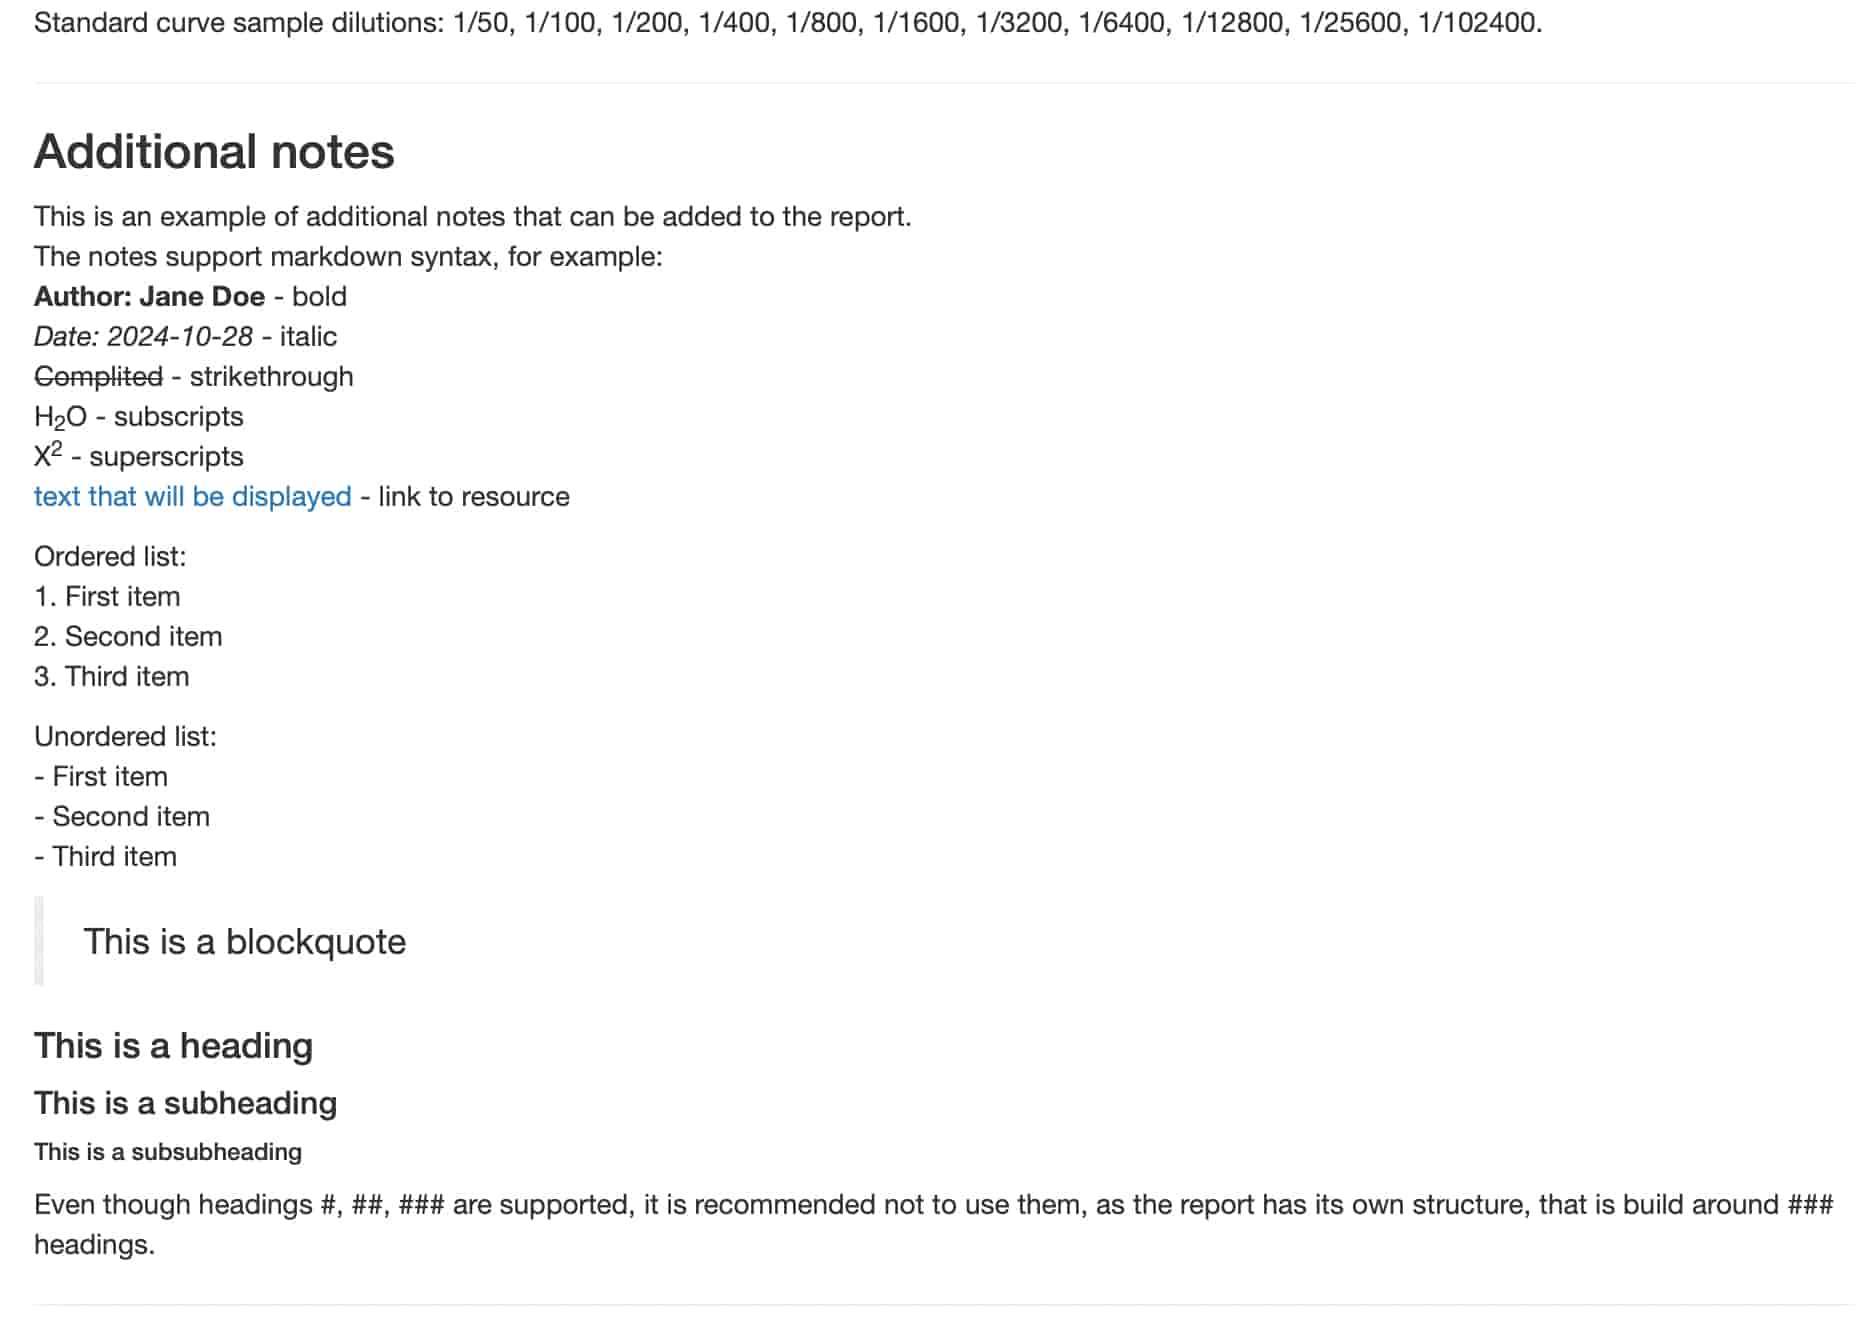 Standard curve sample dilutions: 1/50, 1/100, 1/200, 1/400, 1/800, 1/1600, 1/3200, 1/6400, 1/12800, 1/25600, 1/102400.
Additional notes
This is an example of additional notes that can be added to the report.
The notes support markdown syntax, for example:
Author: Jane Doe - bold
Date: 2024-10-28 - italic
Complited - strikethrough
H₂O - subscripts
X² - superscripts
text that will be displayed - link to resource
Ordered list:
1. First item
2. Second item
3. Third item
Unordered list:
- First item
- Second item
- Third item
This is a blockquote
This is a heading
This is a subheading
This is a subsubheading
Even though headings #, ##, ### are supported, it is recommended not to use them, as the report has its own structure, that is build around ###
headings.